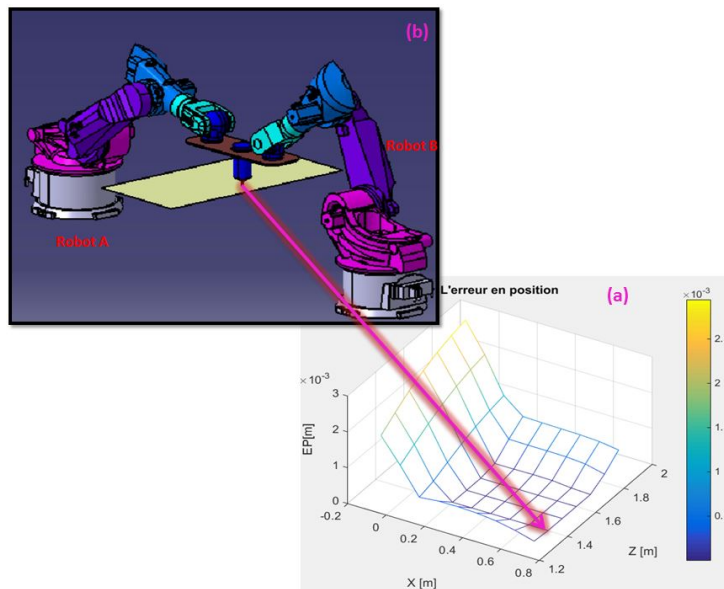 (b)
Robot B
Robot A
L'erreur en position
(a)
×10⁻³
×10⁻³
3
2
1
0
EP[m]
-0.2
0
0.2
0.4
0.6
0.8
X [m]
1.2
1.4
1.6
1.8
2
Z [m]
2.
1.
0.